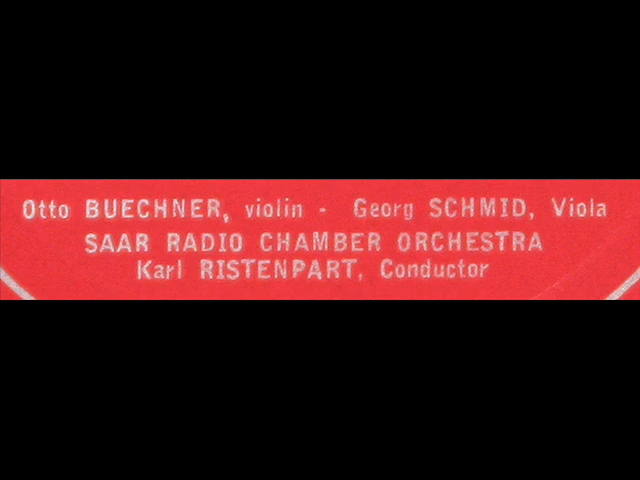 Otto BUECHNER, violin - Georg SCHMID, Viola
SAAR RADIO CHAMBER ORCHESTRA
Karl RISTENPART, Conductor